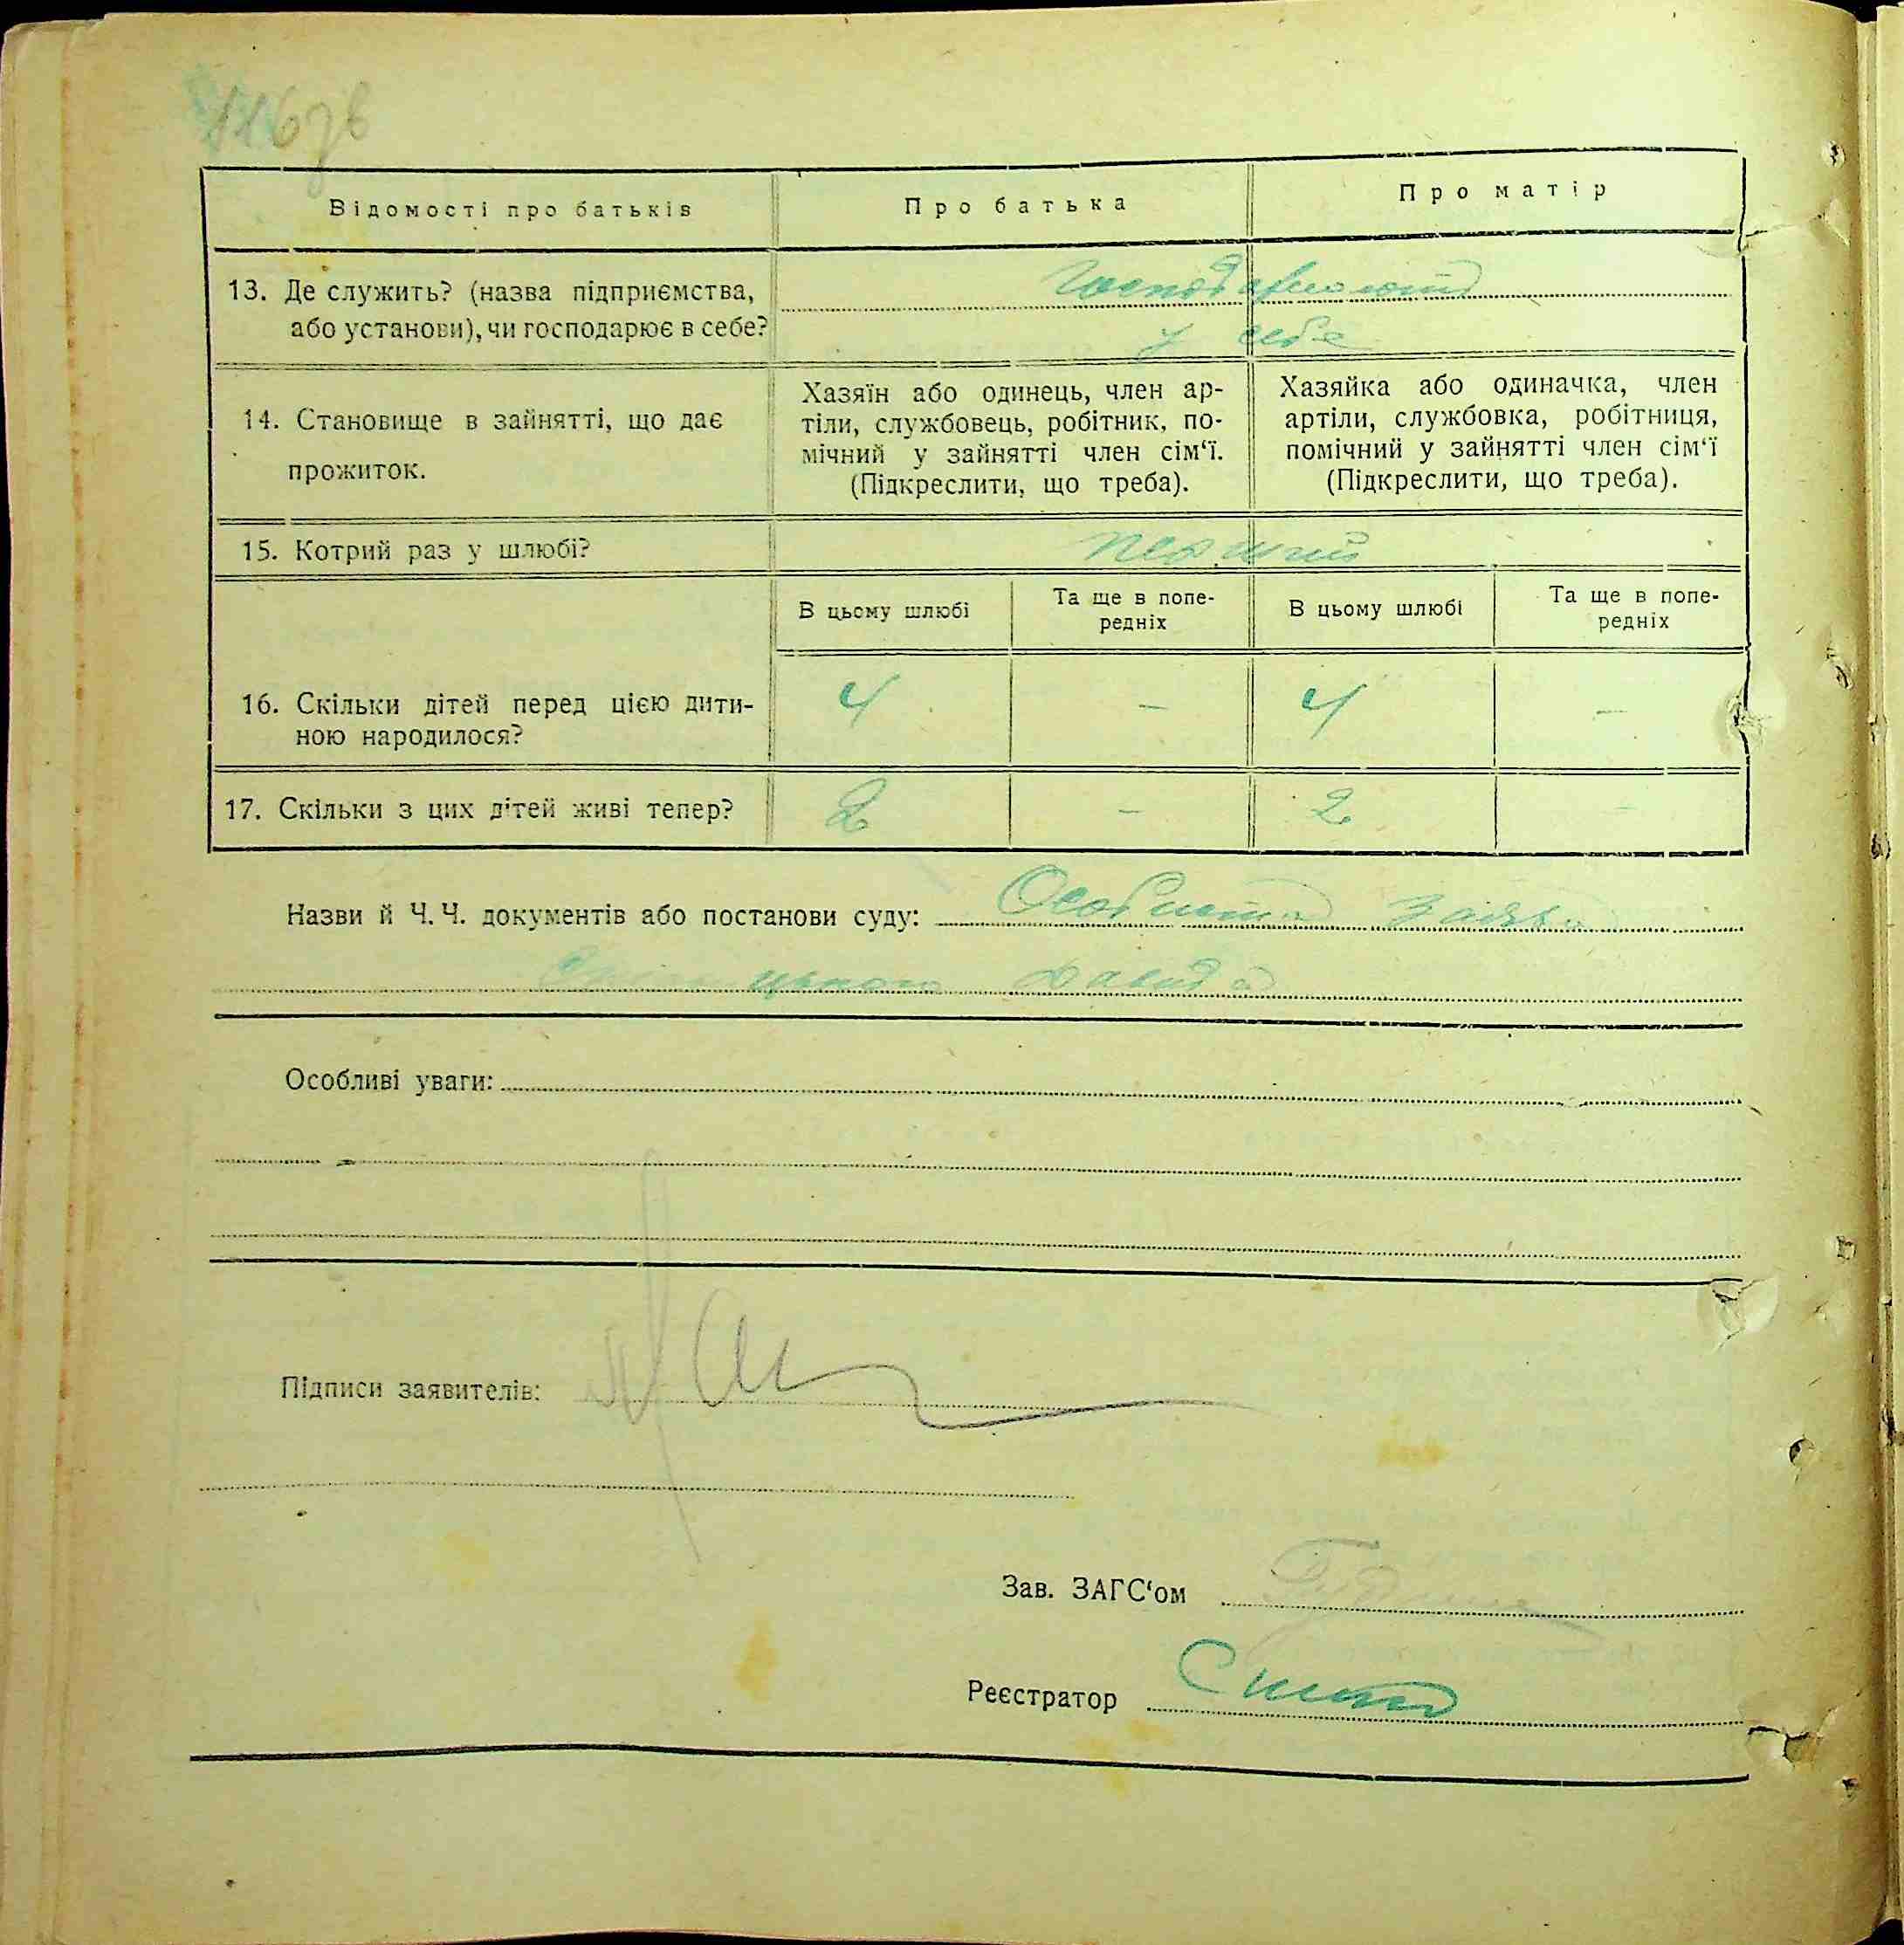 116зв
Відомості про батьків
Про батька
Про матір
13. Де служить? (назва підприємства,
або установи), чи господарює в себе?
Господарюють
у себе
14. Становище в зайнятті, що дає
прожиток.
Хазяїн або одинець, член ар-
тіли, службовець, робітник, по-
мічний у зайнятті член сім‘ї.
(Підкреслити, що треба).
Хазяйка або одиначка, член
артіли, службовка, робітниця,
помічний у зайнятті член сім‘ї
(Підкреслити, що треба).
15. Котрий раз у шлюбі?
перший
В цьому шлюбі
Та ще в попе-
редніх
В цьому шлюбі
Та ще в попе-
редніх
16. Скільки дітей перед цією дити-
ною народилося?
4 — 4 —
17. Скільки з цих дітей живі тепер?
2 — 2 —
Назви й Ч. Ч. документів або постанови суду: Особиста заява
Давида
Особливі уваги:
Підписи заявителів:
Зав. ЗАГС‘ом
Реєстратор